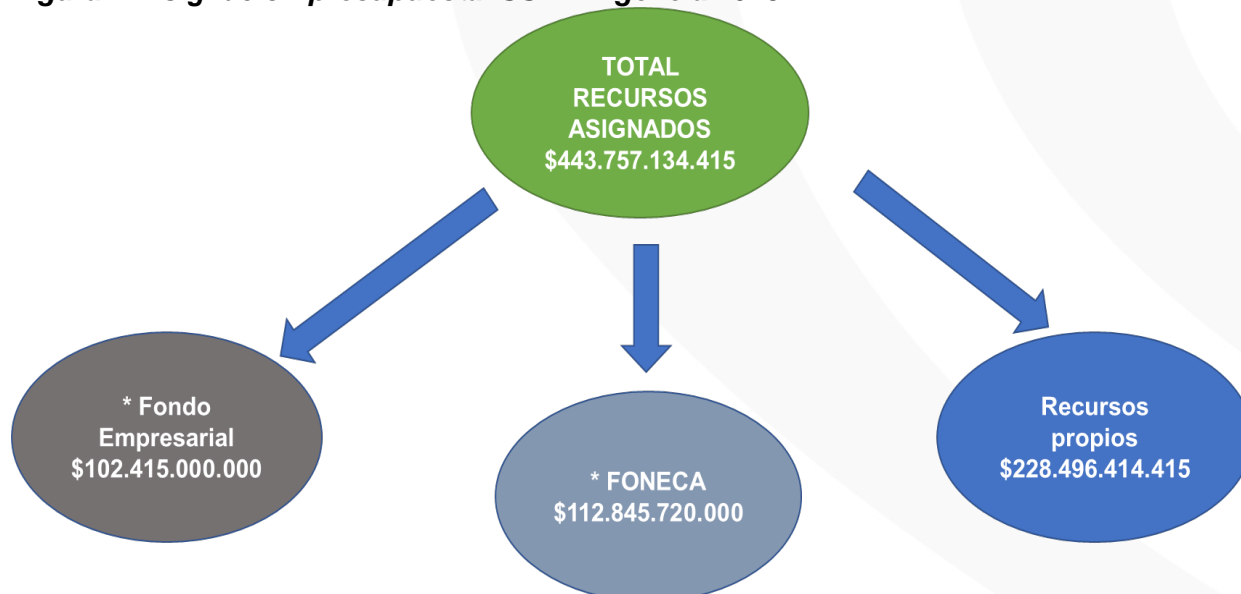 TOTAL
RECURSOS
ASIGNADOS
$443.757.134.415
* Fondo
Empresarial
$102.415.000.000
* FONECA
$112.845.720.000
Recursos
propios
$228.496.414.415